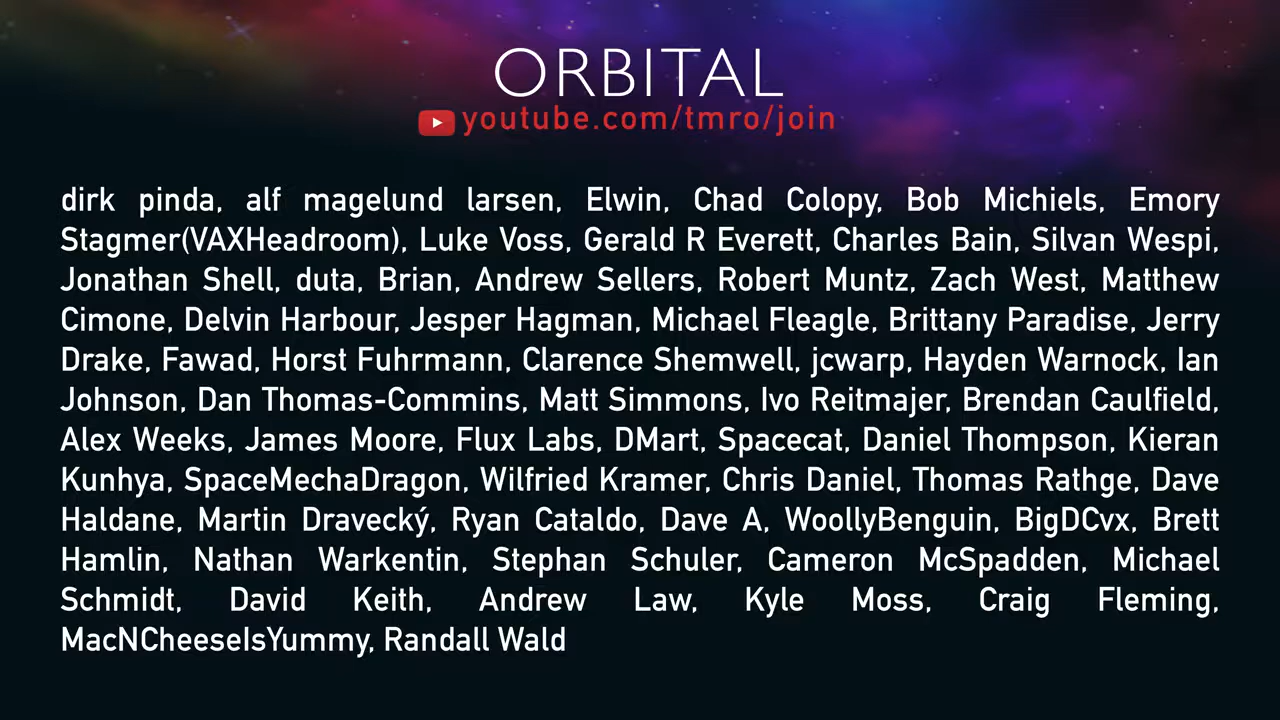 ORBITAL
youtube.com/tmro/join
dirk pinda, alf magelund larsen, Elwin, Chad Colopy, Bob Michiels, Emory
Stagmer(VAXHeadroom), Luke Voss, Gerald R Everett, Charles Bain, Silvan Wespi,
Jonathan Shell, duta, Brian, Andrew Sellers, Robert Muntz, Zach West, Matthew
Cimone, Delvin Harbour, Jesper Hagman, Michael Fleagle, Brittany Paradise, Jerry
Drake, Fawad, Horst Fuhrmann, Clarence Shemwell, jcwarp, Hayden Warnock, Ian
Johnson, Dan Thomas-Commins, Matt Simmons, Ivo Reitmajer, Brendan Caulfield,
Alex Weeks, James Moore, Flux Labs, DMart, Spacecat, Daniel Thompson, Kieran
Kunhya, SpaceMechaDragon, Wilfried Kramer, Chris Daniel, Thomas Rathge, Dave
Haldane, Martin Dravecký, Ryan Cataldo, Dave A, WoollyBenguin, BigDCvx, Brett
Hamlin, Nathan Warkentin, Stephan Schuler, Cameron McSpadden, Michael
Schmidt, David Keith, Andrew Law, Kyle Moss, Craig Fleming,
MacNCheeseIsYummy, Randall Wald